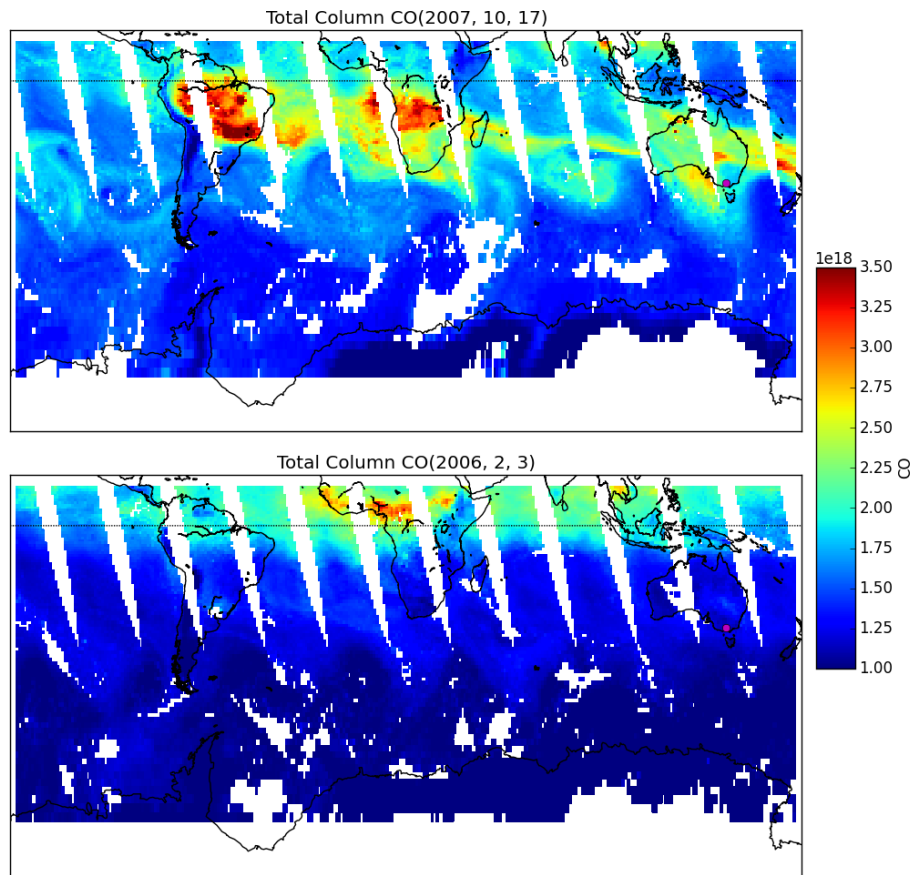 Total Column CO(2007, 10, 17)
1e18
3.50
3.25
3.00
2.75
2.50
2.25
2.00
1.75
1.50
1.25
1.00
CO
Total Column CO(2006, 2, 3)